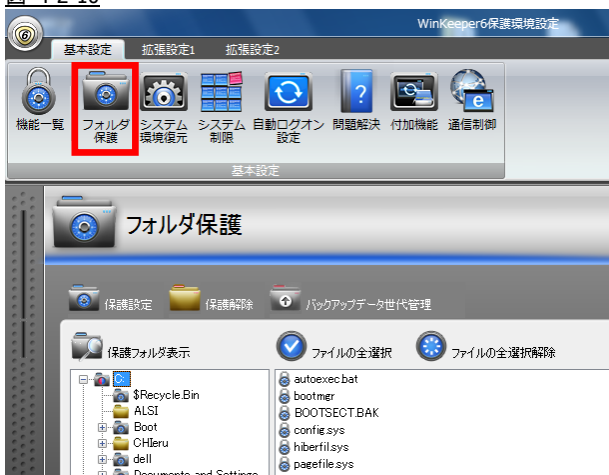 図 4-2-10
WinKeeper6保護環境設定
基本設定 拡張設定1 拡張設定2
機能一覧 フォルダ保護 システム環境復元 システム制限 自動ログオン設定 問題解決 付加機能 通信制御
基本設定
フォルダ保護
保護設定 保護解除 バックアップデータ世代管理
保護フォルダ表示 ファイルの全選択 ファイルの全選択解除
C:
$Recycle.Bin
ALSI
Boot
CHIeru
dell
Documents and Settings
autoexec.bat
bootmgr
BOOTSECT.BAK
config.sys
hiberfil.sys
pagefile.sys